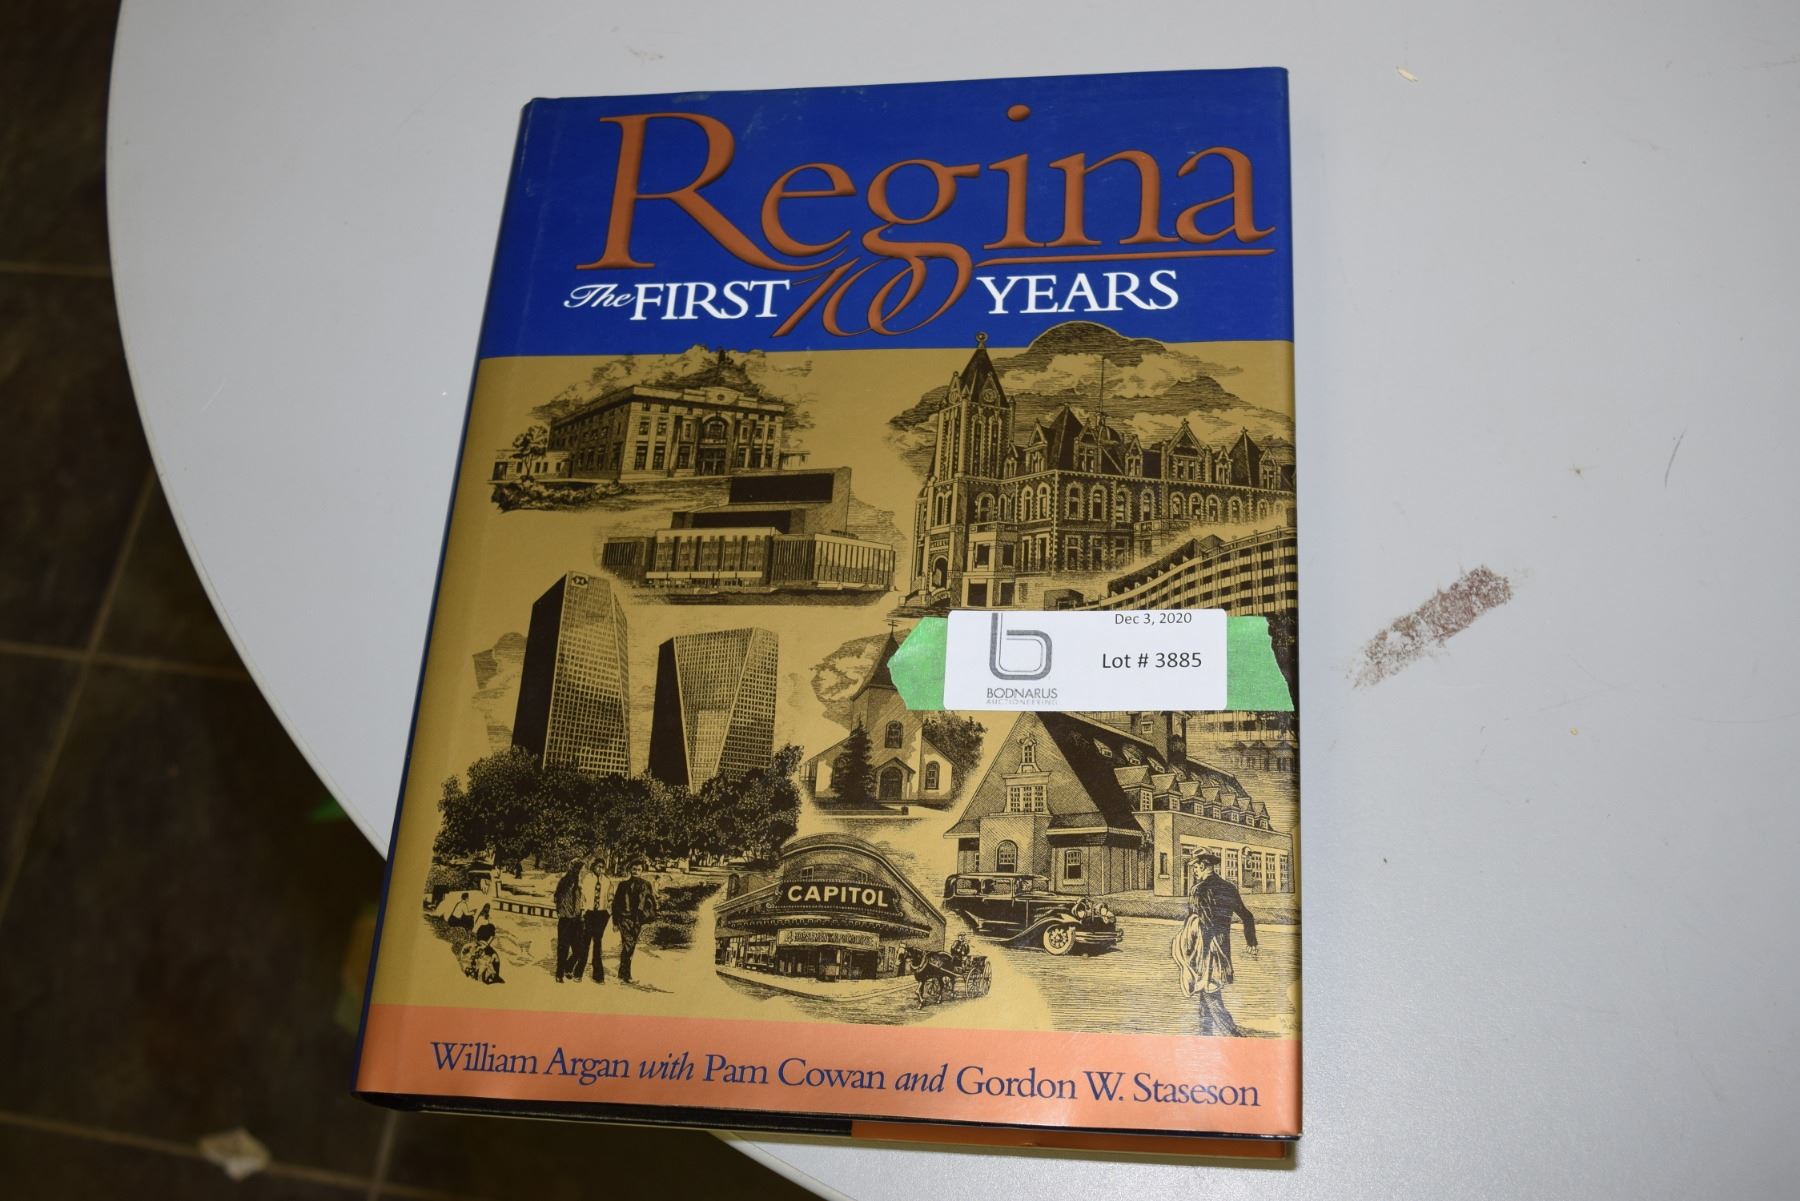 Regina
The FIRST 100 YEARS
Dec 3, 2020
Lot # 3885
BODNARUS
AUCTIONEERING
CAPITOL
William Argan with Pam Cowan and Gordon W. Staseson